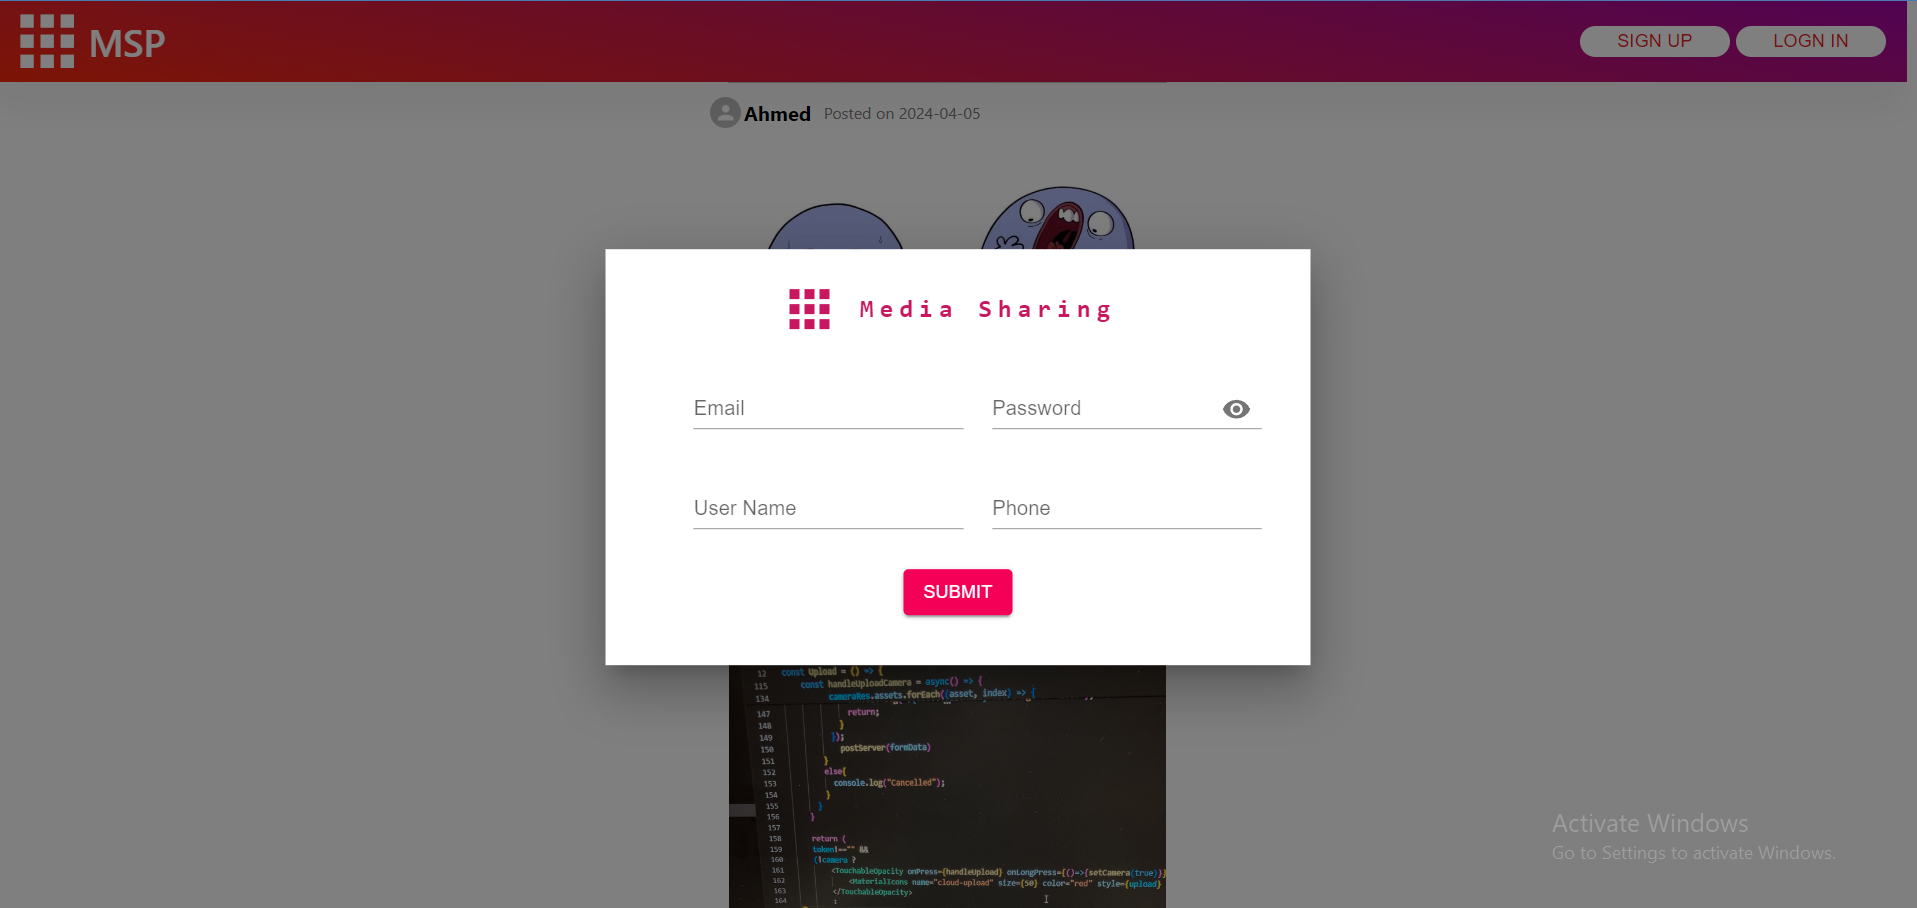 MSP
SIGN UP
LOGN IN
Ahmed Posted on 2024-04-05
Media Sharing
Email
Password
User Name
Phone
SUBMIT
12 const Upload = () => {
115 const handleUploadCamera = async() => {
134 cameraRes.assets.forEach((asset, index) => {
147 return;
148 }
149 });
150 postServer(formData)
151 }
152 else{
153 console.log("Cancelled");
154 }
155 }
156 }
157
158 return (
159 token!=="" &&
160 (!camera ?
161 <TouchableOpacity onPress={handleUpload} onLongPress={()=>{setCamera(true)}}
162 <MaterialIcons name="cloud-upload" size={50} color="red" style={upload}
163 </TouchableOpacity>
164 :
Activate Windows
Go to Settings to activate Windows.